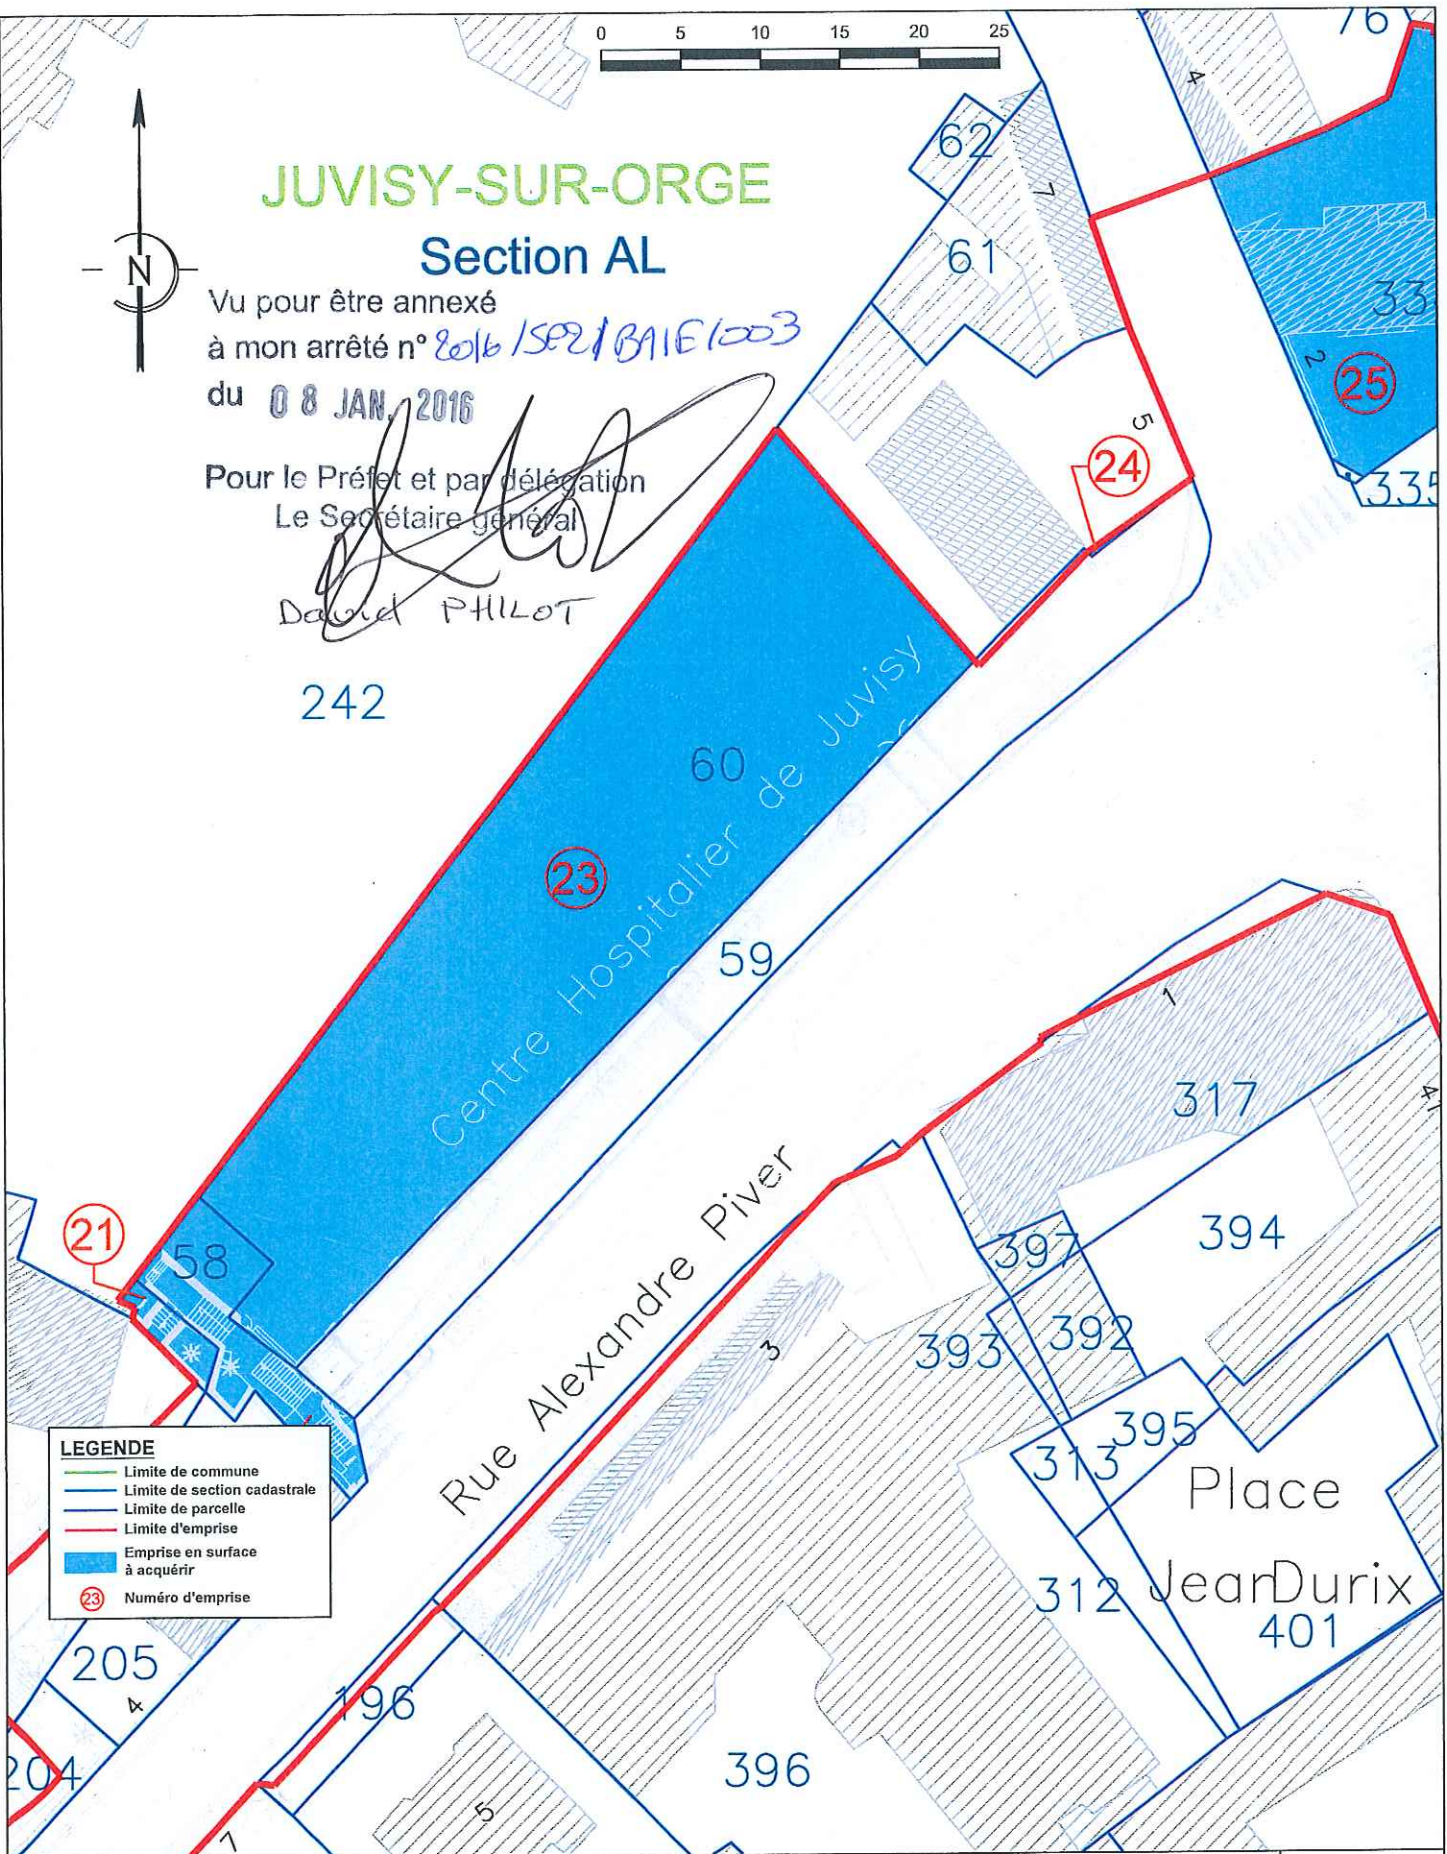 0 5 10 15 20 25
76
4
JUVISY-SUR-ORGE
Section AL
N
Vu pour être annexé
à mon arrêté n° 2016/SP2/BAIE/003
du 08 JAN. 2016
Pour le Préfet et par délégation
Le Secrétaire général
David PHILOT
62
7
61
33
2
25
5
24
335
242
60
Centre Hospitalier de Juvisy
23
59
1
317
41
Rue Alexandre Piver
21
58
397
394
3
393
392
395
313
Place
Jean Durix
312
401
LEGENDE
Limite de commune
Limite de section cadastrale
Limite de parcelle
Limite d'emprise
Emprise en surface
à acquérir
23 Numéro d'emprise
205
4
196
204
396
5
7